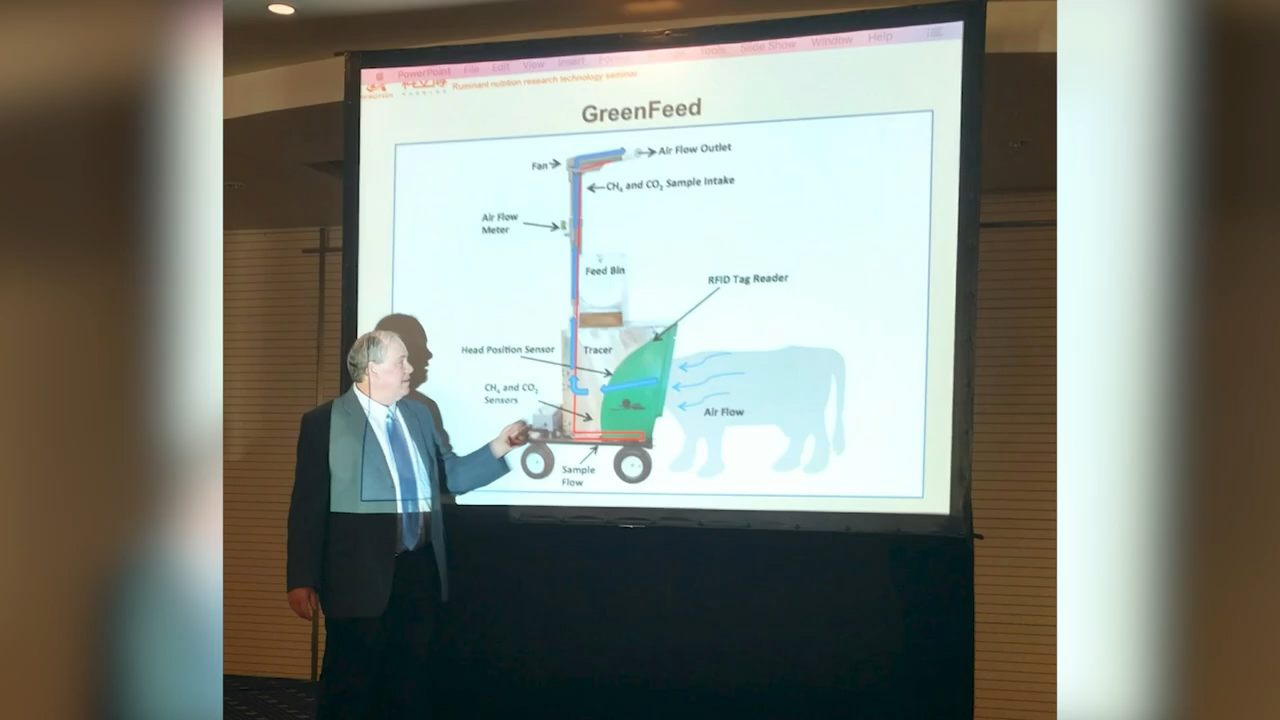 PowerPoint File Edit View Insert Tools Slide Show Window Help
Ruminant nutrition research technology seminar
GreenFeed
Fan
Air Flow Outlet
CH₄ and CO₂ Sample Intake
Air Flow
Meter
Feed Bin
RFID Tag Reader
Head Position Sensor
Tracer
CH₄ and CO₂
Sensors
Air Flow
Sample
Flow